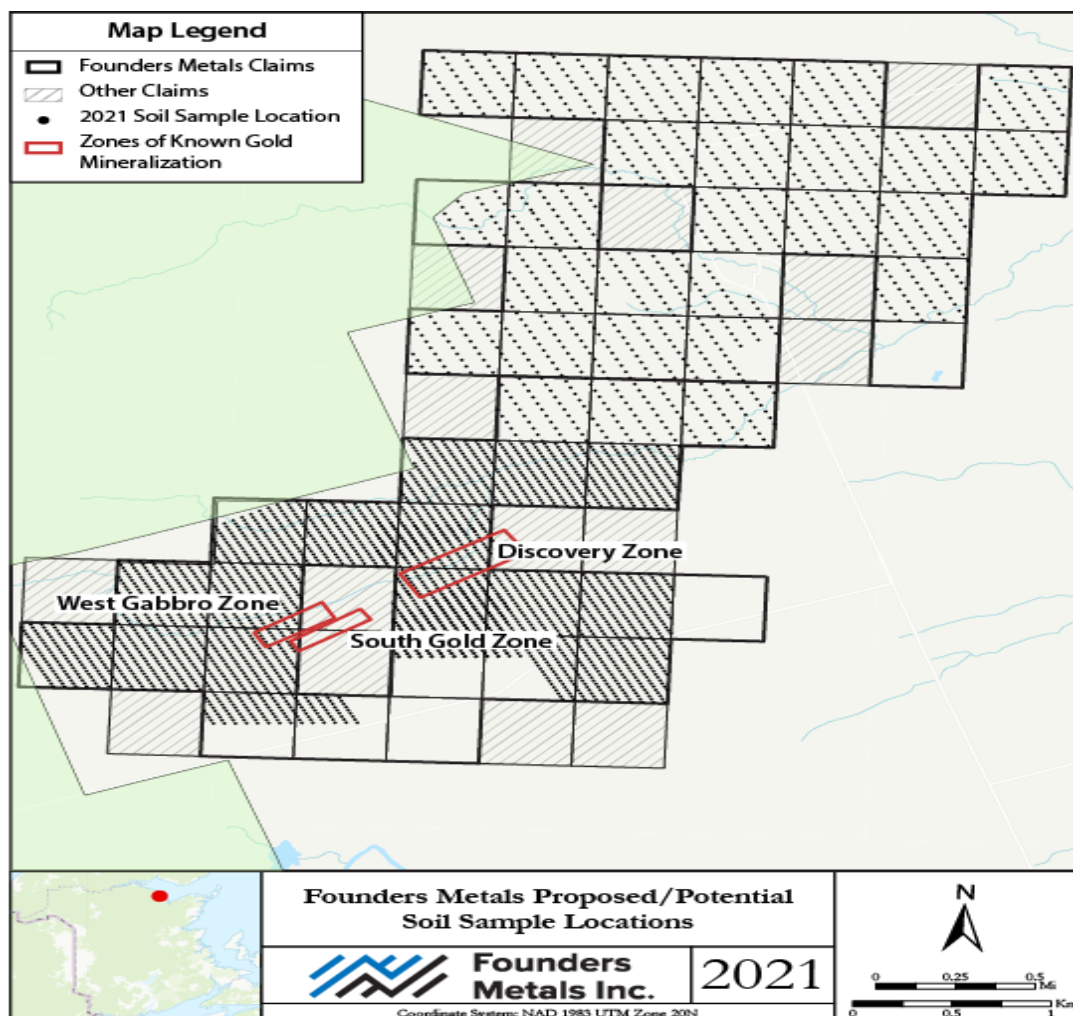 Map Legend
Founders Metals Claims
Other Claims
2021 Soil Sample Location
Zones of Known Gold
Mineralization
Discovery Zone
West Gabbro Zone
South Gold Zone
Founders Metals Proposed/Potential
Soil Sample Locations
Founders
Metals Inc.
2021
Coordinate System: NAD 1983 UTM Zone 20N
N
0 0.25 0.5
Mi
Km
0 0.5 1